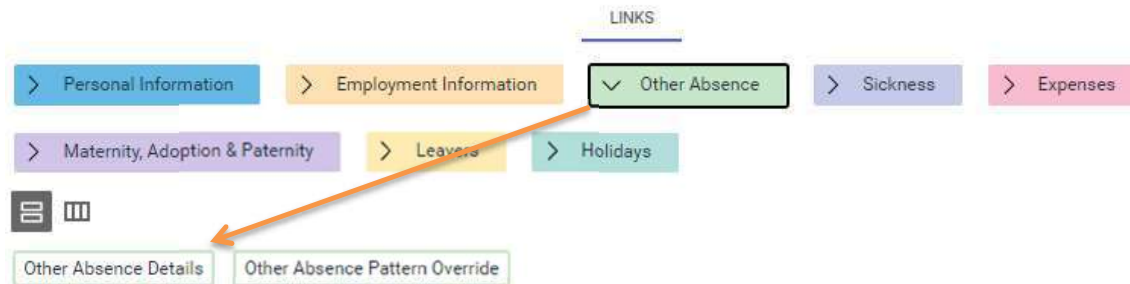 LINKS
Personal Information Employment Information Other Absence Sickness Expenses
Maternity, Adoption & Paternity Leavers Holidays
Other Absence Details Other Absence Pattern Override